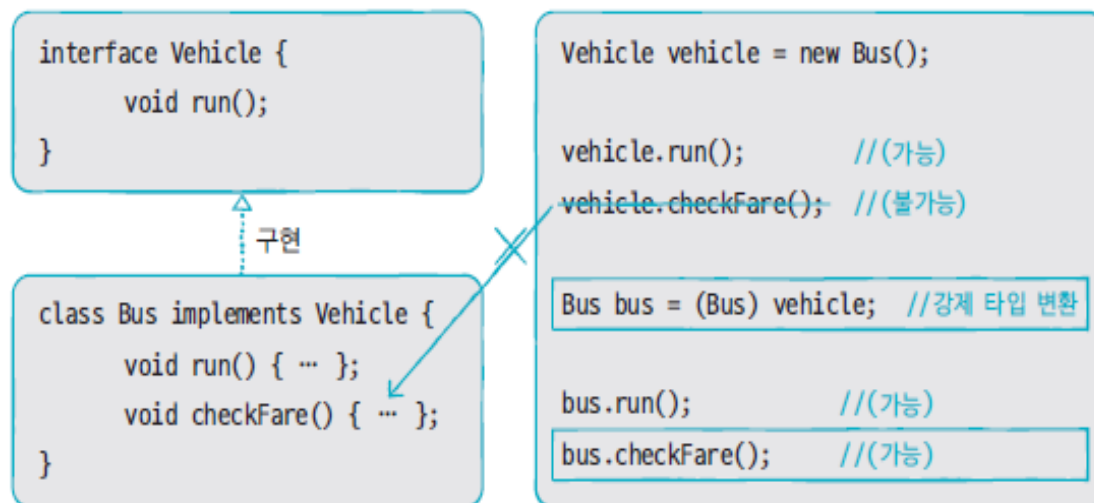 interface Vehicle {
void run();
}
구현
class Bus implements Vehicle {
void run() { … };
void checkFare() { … };
}
Vehicle vehicle = new Bus();
vehicle.run(); //(가능)
vehicle.checkFare(); //(불가능)
Bus bus = (Bus) vehicle; //강제 타입 변환
bus.run(); //(가능)
bus.checkFare(); //(가능)